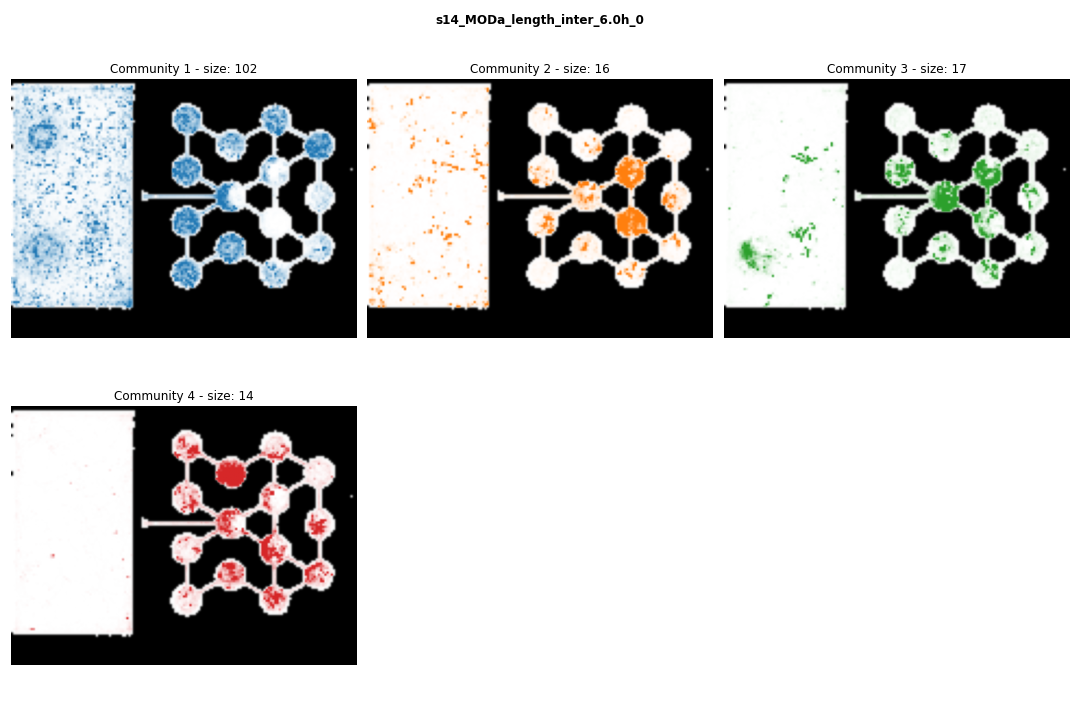 s14_MODa_length_inter_6.0h_0
Community 1 - size: 102
Community 2 - size: 16
Community 3 - size: 17
Community 4 - size: 14